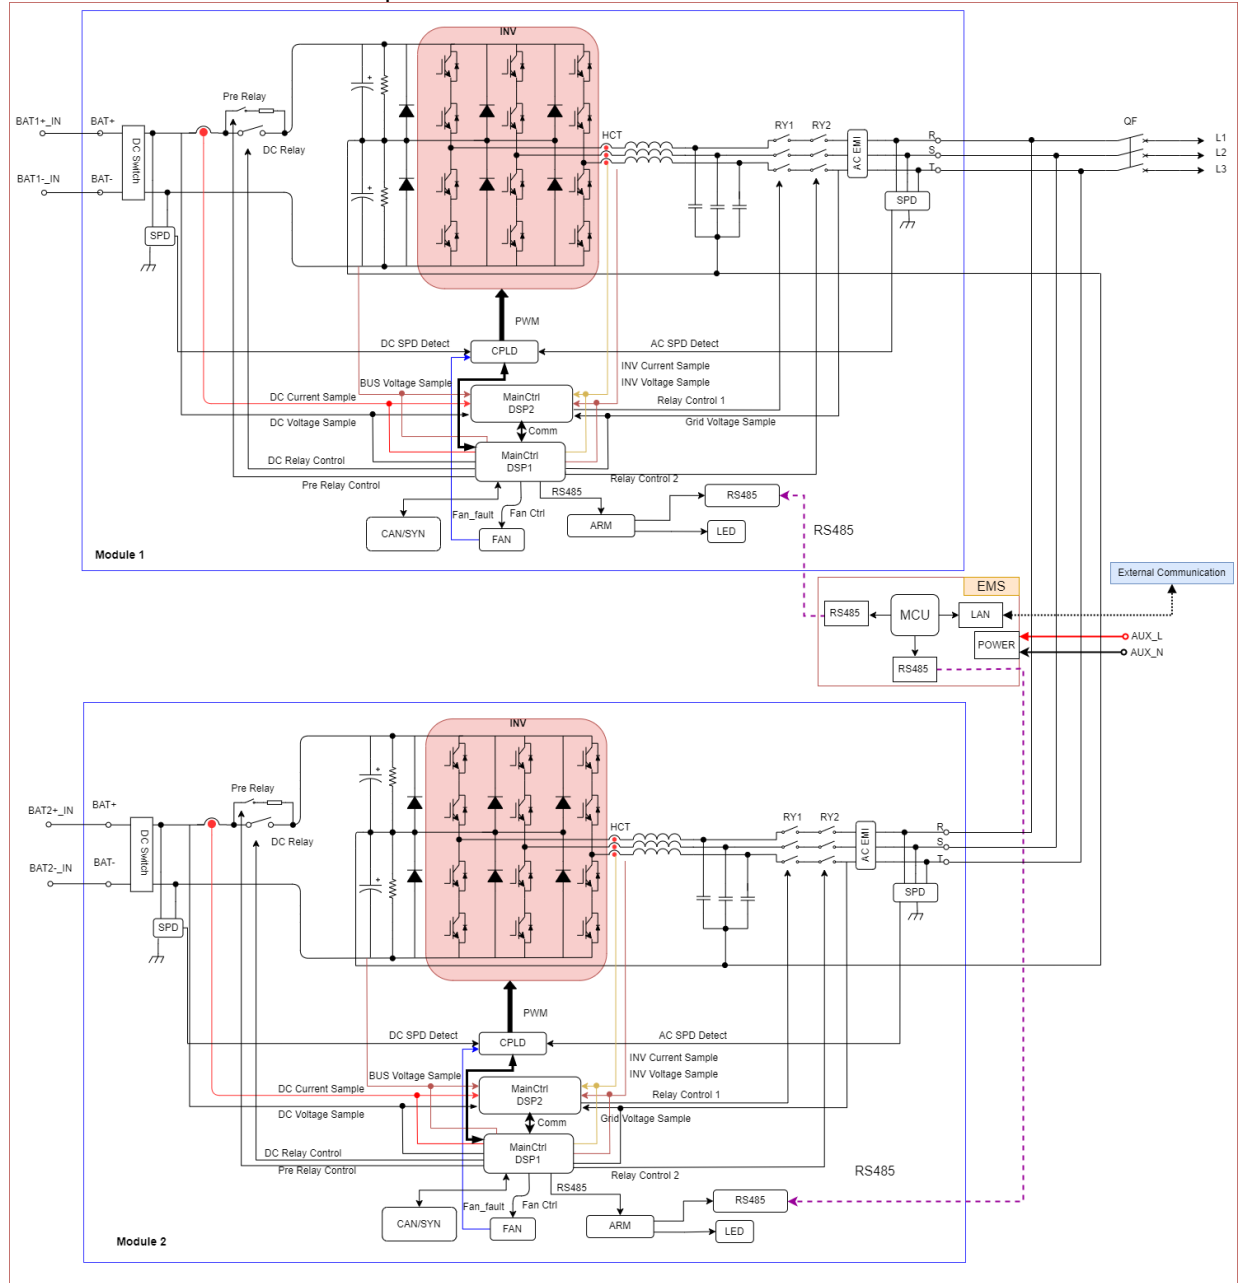 INV
Pre Relay
BAT1+_IN
BAT+
DC Switch
DC Relay
HCT
RY1
RY2
AC EMI
R
S
T
QF
L1
L2
L3
BAT1-_IN
BAT-
SPD
SPD
+
+
PWM
DC SPD Detect
CPLD
AC SPD Detect
INV Current Sample
BUS Voltage Sample
INV Voltage Sample
DC Current Sample
MainCtrl
DSP2
Relay Control 1
DC Voltage Sample
Comm
Grid Voltage Sample
MainCtrl
DSP1
DC Relay Control
Pre Relay Control
Relay Control 2
RS485
Fan_fault
Fan Ctrl
CAN/SYN
FAN
ARM
RS485
LED
RS485
Module 1
EMS
External Communication
RS485
MCU
LAN
POWER
RS485
AUX_L
AUX_N
INV
Pre Relay
BAT2+_IN
BAT+
DC Switch
DC Relay
HCT
RY1
RY2
AC EMI
R
S
T
BAT2-_IN
BAT-
SPD
SPD
+
+
PWM
DC SPD Detect
CPLD
AC SPD Detect
INV Current Sample
BUS Voltage Sample
INV Voltage Sample
DC Current Sample
MainCtrl
DSP2
Relay Control 1
DC Voltage Sample
Comm
Grid Voltage Sample
MainCtrl
DSP1
DC Relay Control
Pre Relay Control
Relay Control 2
RS485
Fan_fault
Fan Ctrl
CAN/SYN
FAN
ARM
RS485
LED
RS485
Module 2